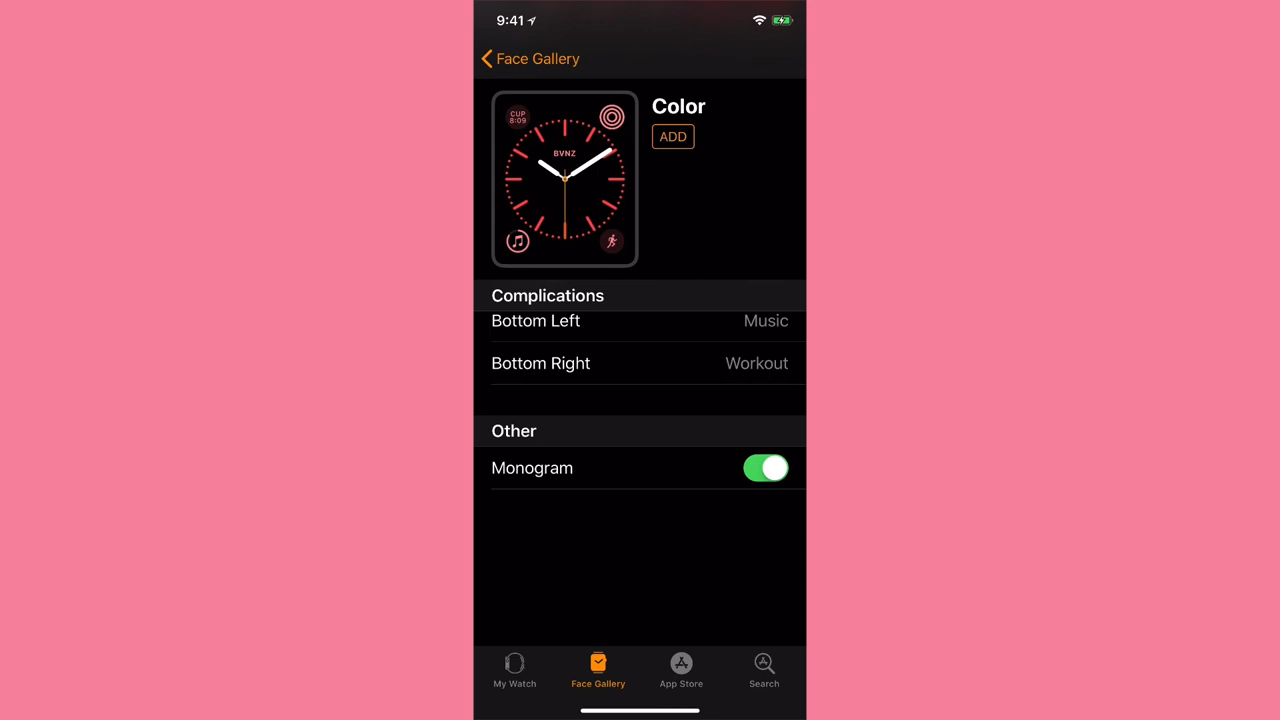 9:41
Face Gallery
CUP
8:09
BVNZ
Color
ADD
Complications
Bottom Left Music
Bottom Right Workout
Other
Monogram
My Watch Face Gallery App Store Search